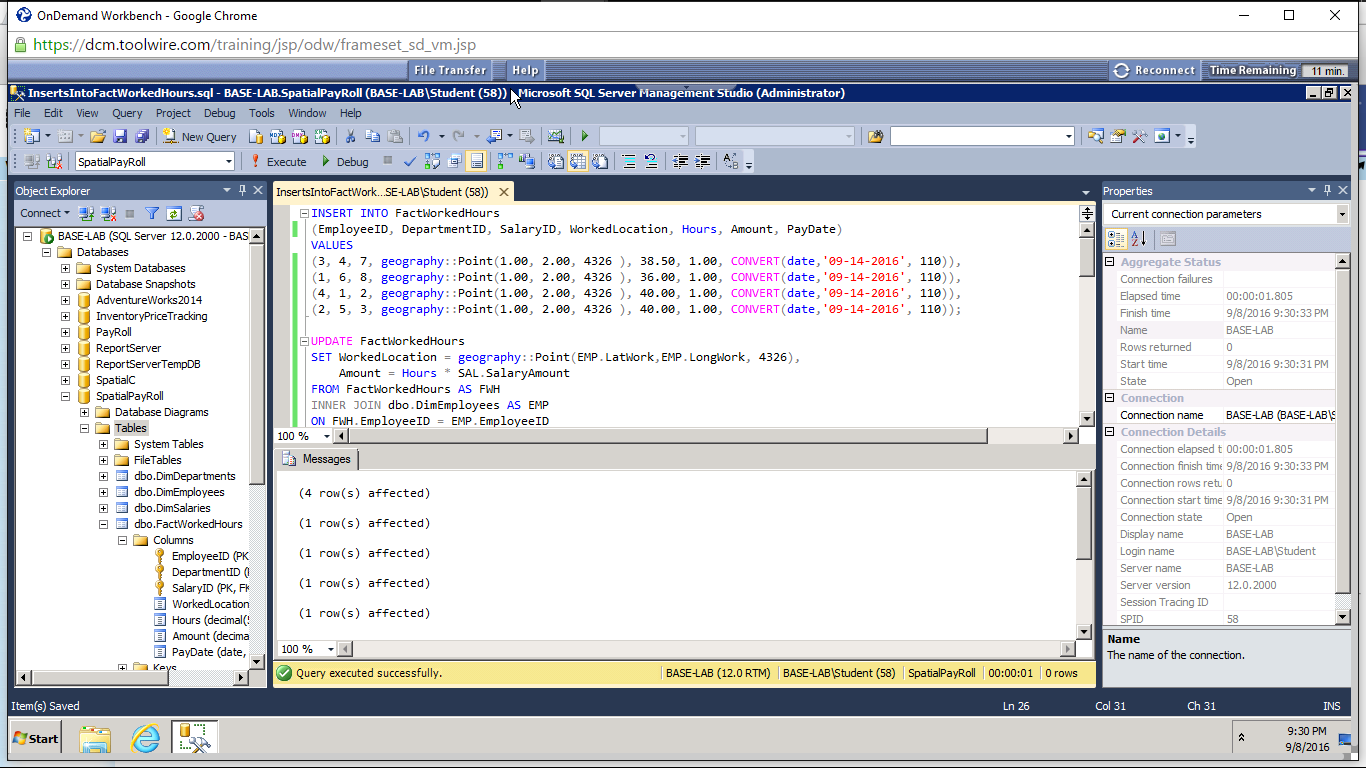 OnDemand Workbench - Google Chrome
https://dcm.toolwire.com/training/jsp/odw/frameset_sd_vm.jsp
File Transfer Help Reconnect Time Remaining 11 min.
InsertsIntoFactWorkedHours.sql - BASE-LAB.SpatialPayRoll (BASE-LAB\Student (58)) - Microsoft SQL Server Management Studio (Administrator)
File Edit View Query Project Debug Tools Window Help
New Query
SpatialPayRoll Execute Debug
Object Explorer
Connect
BASE-LAB (SQL Server 12.0.2000 - BAS
Databases
System Databases
Database Snapshots
AdventureWorks2014
InventoryPriceTracking
PayRoll
ReportServer
ReportServerTempDB
SpatialC
SpatialPayRoll
Database Diagrams
Tables
System Tables
FileTables
dbo.DimDepartments
dbo.DimEmployees
dbo.DimSalaries
dbo.FactWorkedHours
Columns
EmployeeID (PK
DepartmentID (
SalaryID (PK, FK
WorkedLocation
Hours (decimal(5
Amount (decima
PayDate (date,
Keys
InsertsIntoFactWork...SE-LAB\Student (58))
INSERT INTO FactWorkedHours
(EmployeeID, DepartmentID, SalaryID, WorkedLocation, Hours, Amount, PayDate)
VALUES
(3, 4, 7, geography::Point(1.00, 2.00, 4326 ), 38.50, 1.00, CONVERT(date,'09-14-2016', 110)),
(1, 6, 8, geography::Point(1.00, 2.00, 4326 ), 36.00, 1.00, CONVERT(date,'09-14-2016', 110)),
(4, 1, 2, geography::Point(1.00, 2.00, 4326 ), 40.00, 1.00, CONVERT(date,'09-14-2016', 110)),
(2, 5, 3, geography::Point(1.00, 2.00, 4326 ), 40.00, 1.00, CONVERT(date,'09-14-2016', 110));
UPDATE FactWorkedHours
SET WorkedLocation = geography::Point(EMP.LatWork,EMP.LongWork, 4326),
Amount = Hours * SAL.SalaryAmount
FROM FactWorkedHours AS FWH
INNER JOIN dbo.DimEmployees AS EMP
ON FWH.EmployeeID = EMP.EmployeeID
100 %
Messages
(4 row(s) affected)
(1 row(s) affected)
(1 row(s) affected)
(1 row(s) affected)
(1 row(s) affected)
100 %
Query executed successfully. BASE-LAB (12.0 RTM) BASE-LAB\Student (58) SpatialPayRoll 00:00:01 0 rows
Properties
Current connection parameters
Aggregate Status
Connection failures
Elapsed time 00:00:01.805
Finish time 9/8/2016 9:30:33 PM
Name BASE-LAB
Rows returned 0
Start time 9/8/2016 9:30:31 PM
State Open
Connection
Connection name BASE-LAB (BASE-LAB\S
Connection Details
Connection elapsed t 00:00:01.805
Connection finish time 9/8/2016 9:30:33 PM
Connection rows retu 0
Connection start time 9/8/2016 9:30:31 PM
Connection state Open
Display name BASE-LAB
Login name BASE-LAB\Student
Server name BASE-LAB
Server version 12.0.2000
Session Tracing ID
SPID 58
Name
The name of the connection.
Item(s) Saved Ln 26 Col 31 Ch 31 INS
Start 9:30 PM
9/8/2016